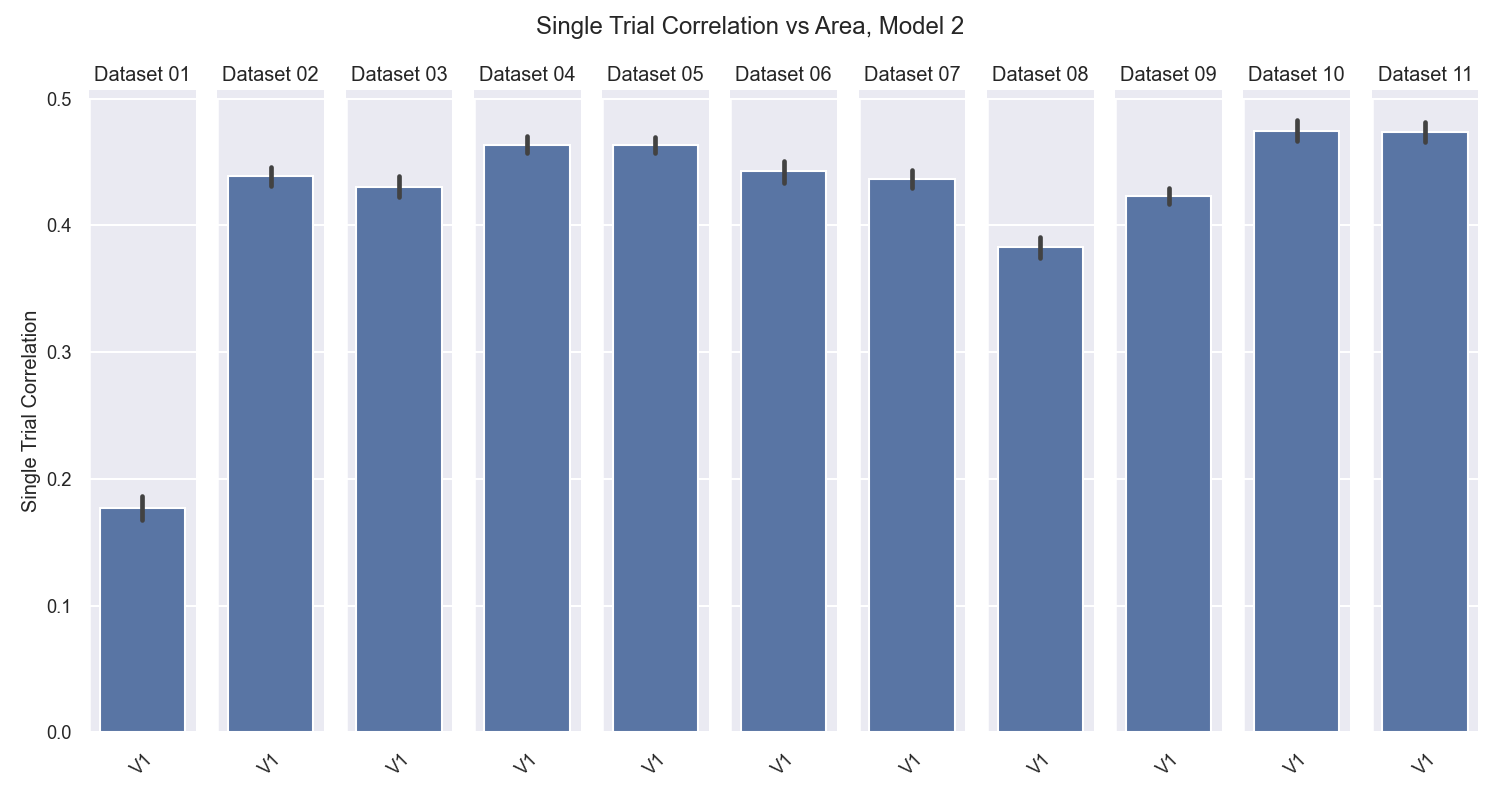 Single Trial Correlation vs Area, Model 2
Dataset 01 Dataset 02 Dataset 03 Dataset 04 Dataset 05 Dataset 06 Dataset 07 Dataset 08 Dataset 09 Dataset 10 Dataset 11
0.5
0.4
0.3
0.2
0.1
0.0
Single Trial Correlation
V1 V1 V1 V1 V1 V1 V1 V1 V1 V1 V1